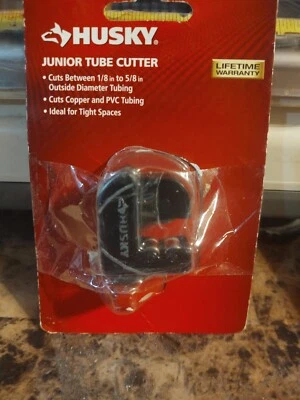 HUSKY
JUNIOR TUBE CUTTER
LIFETIME
WARRANTY
• Cuts Between 1/8 in to 5/8 in
Outside Diameter Tubing
• Cuts Copper and PVC Tubing
• Ideal for Tight Spaces
HUSKY